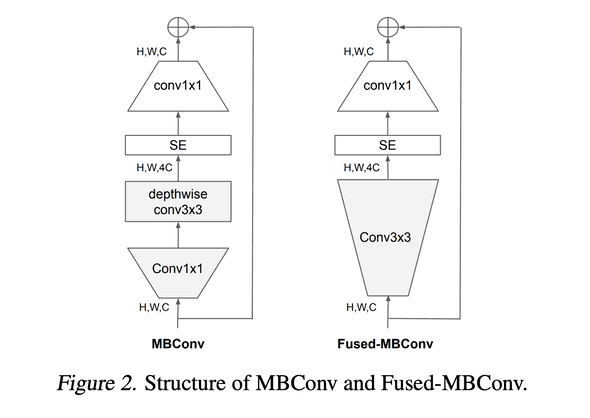 H,W,C
conv1x1
SE
H,W,4C
depthwise
conv3x3
Conv1x1
H,W,C
MBConv
H,W,C
conv1x1
SE
H,W,4C
Conv3x3
H,W,C
Fused-MBConv
Figure 2. Structure of MBConv and Fused-MBConv.